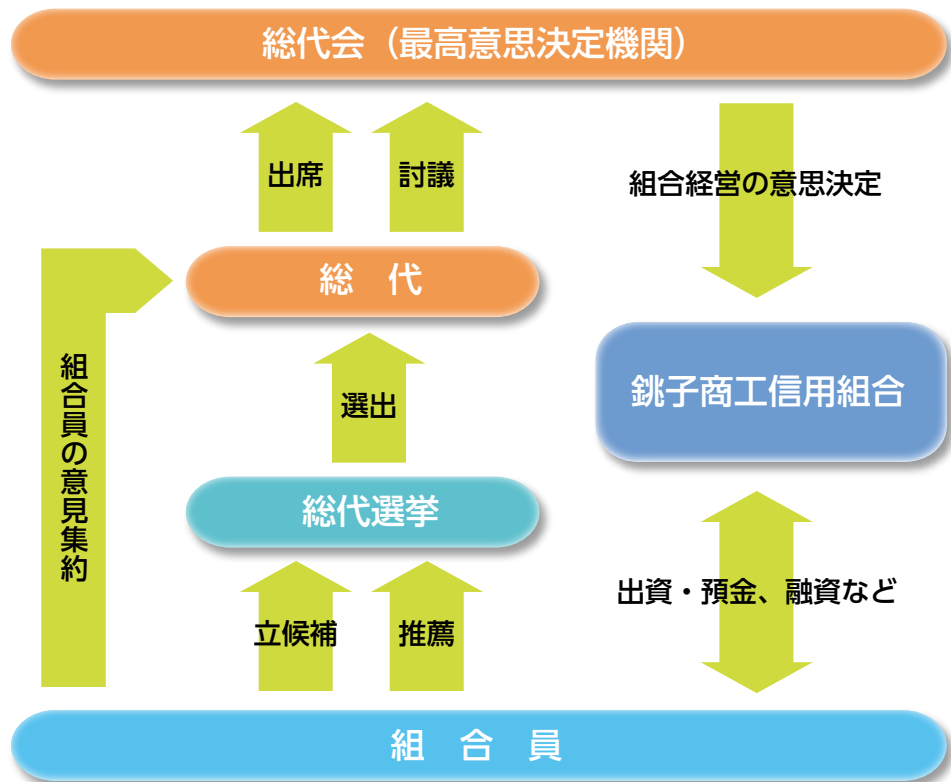 総代会（最高意思決定機関）
出席
討議
組合経営の意思決定
総　代
組合員の意見集約
選出
銚子商工信用組合
総代選挙
立候補
推薦
出資・預金、融資など
組　合　員